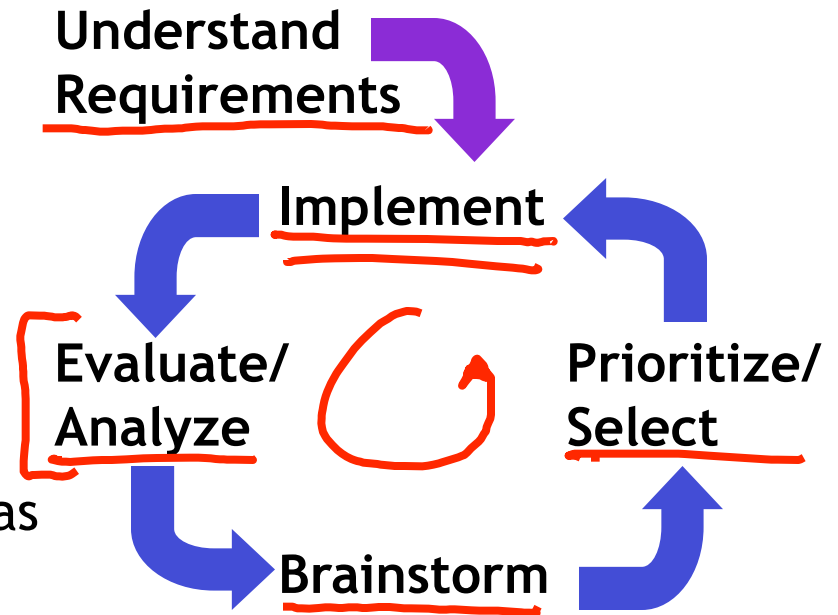 Understand
Requirements
Implement
Evaluate/
Analyze
Prioritize/
Select
as
Brainstorm